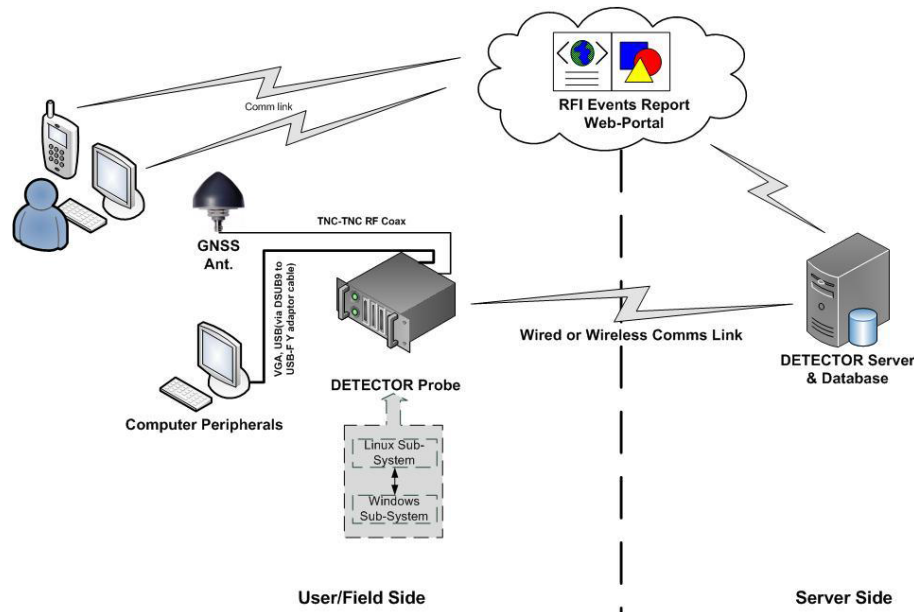 RFI Events Report
Web-Portal
Comm link
TNC-TNC RF Coax
GNSS
Ant.
VGA, USB(via DSUB9 to
USB-F Y adaptor cable)
Wired or Wireless Comms Link
DETECTOR Server
& Database
DETECTOR Probe
Computer Peripherals
Linux Sub-
System
Windows
Sub-System
User/Field Side
Server Side